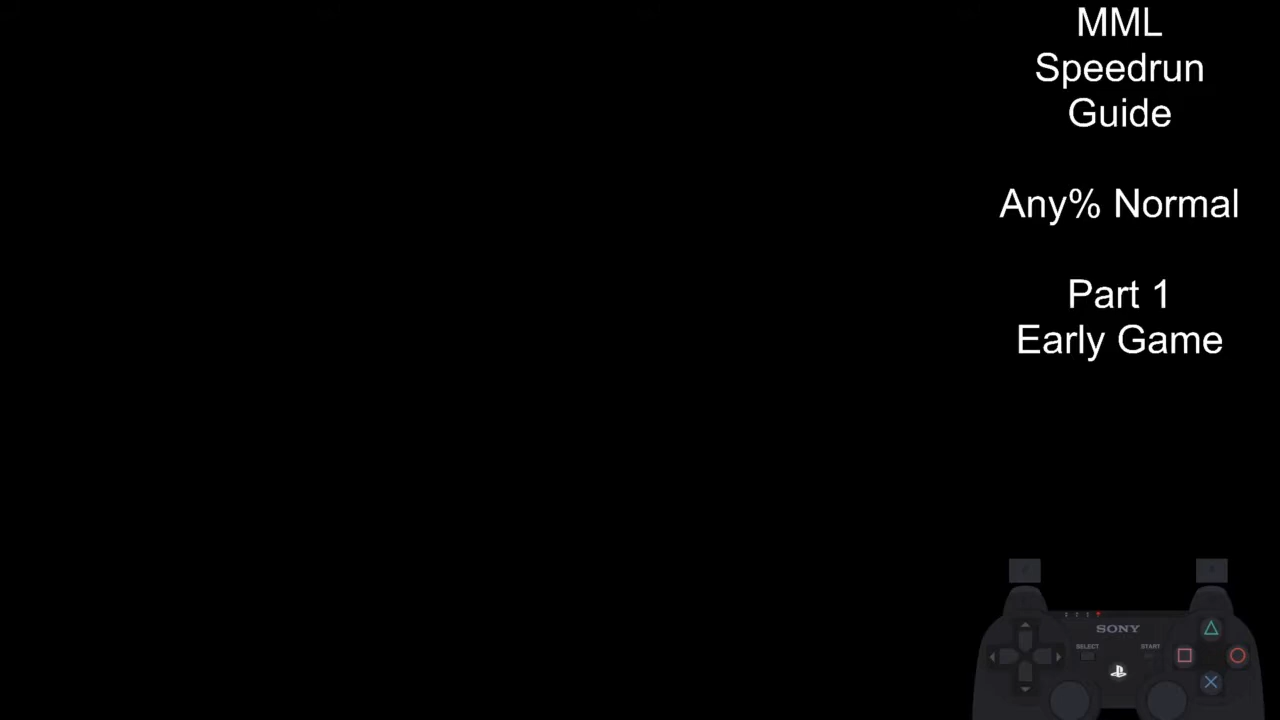 MML
Speedrun
Guide
Any% Normal
Part 1
Early Game
SONY
SELECT
START